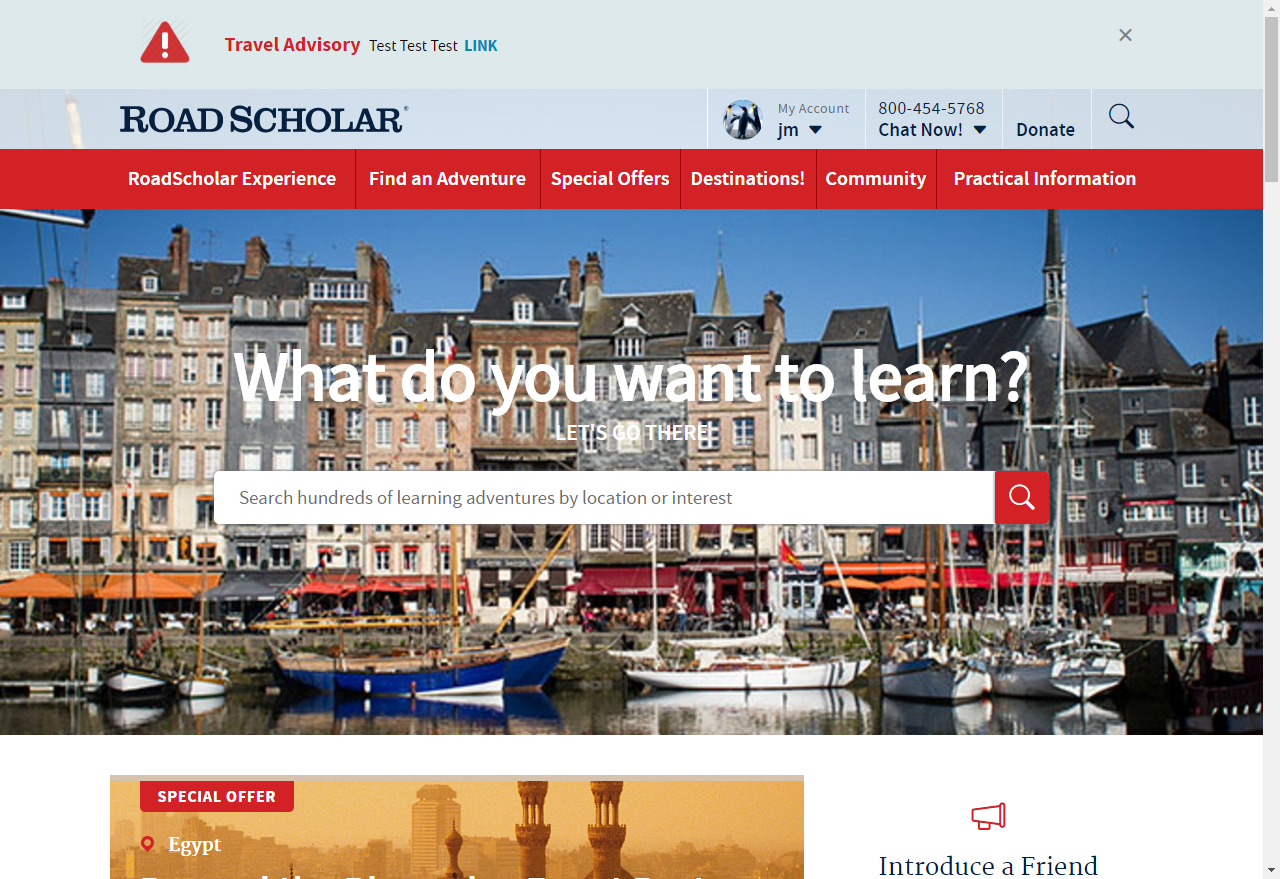 Travel Advisory Test Test Test LINK
ROAD SCHOLAR®
My Account
jm
800-454-5768
Chat Now!
Donate
RoadScholar Experience
Find an Adventure
Special Offers
Destinations!
Community
Practical Information
What do you want to learn?
LET'S GO THERE
Search hundreds of learning adventures by location or interest
SPECIAL OFFER
Egypt
Introduce a Friend